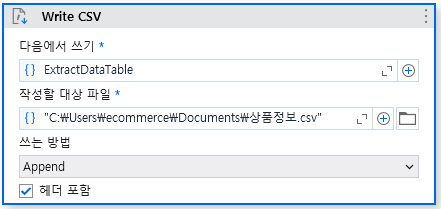 Write CSV
다음에서 쓰기 *
{} ExtractDataTable
작성할 대상 파일 *
{} "C:₩Users₩ecommerce₩Documents₩상품정보.csv"
쓰는 방법
Append
헤더 포함